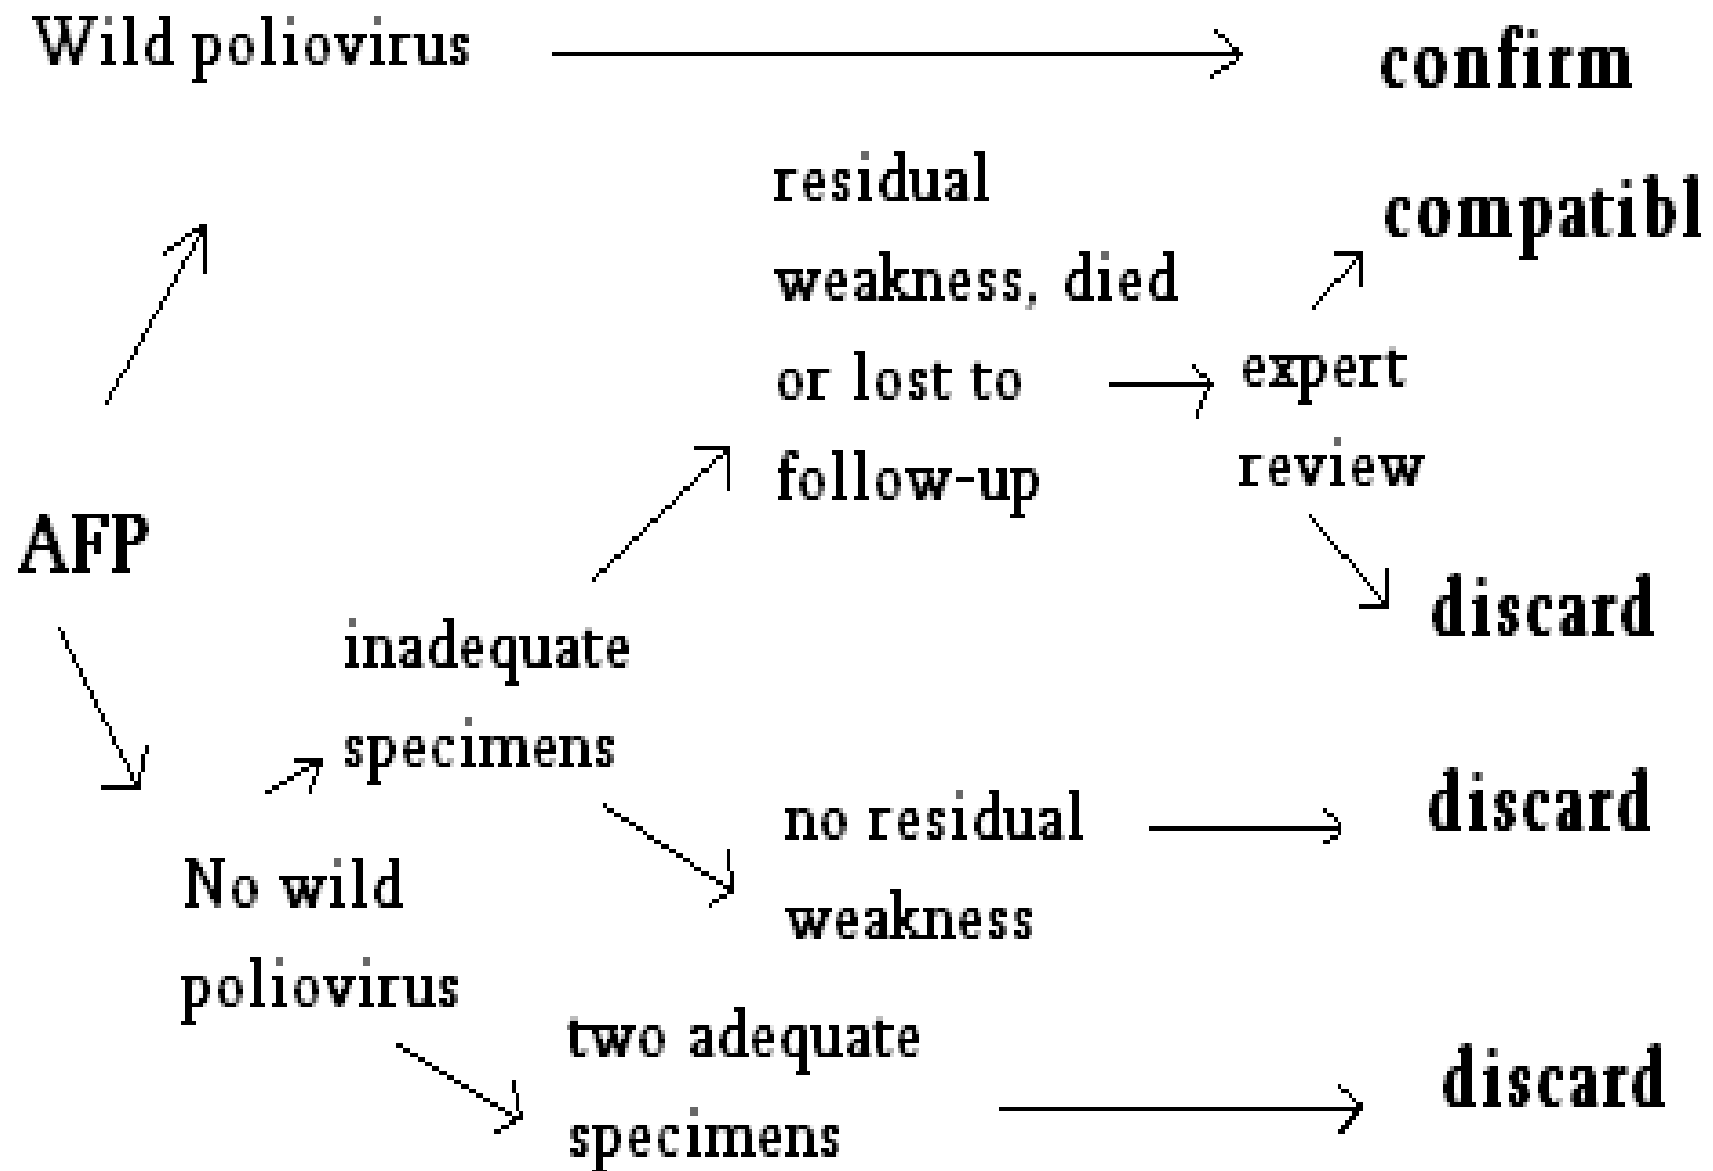 Wild poliovirus
confirm
residual
weakness, died
or lost to
follow-up
compatibl
expert
review
discard
AFP
inadequate
specimens
no residual
weakness
discard
No wild
poliovirus
two adequate
specimens
discard